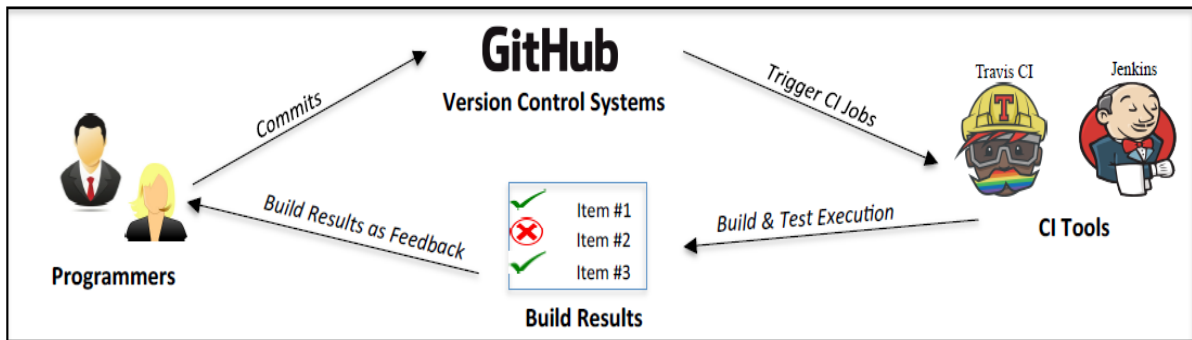 GitHub
Version Control Systems
Commits
Trigger CI Jobs
Travis CI
Jenkins
T
CI Tools
Build & Test Execution
Item #1
Item #2
Item #3
Build Results
Build Results as Feedback
Programmers